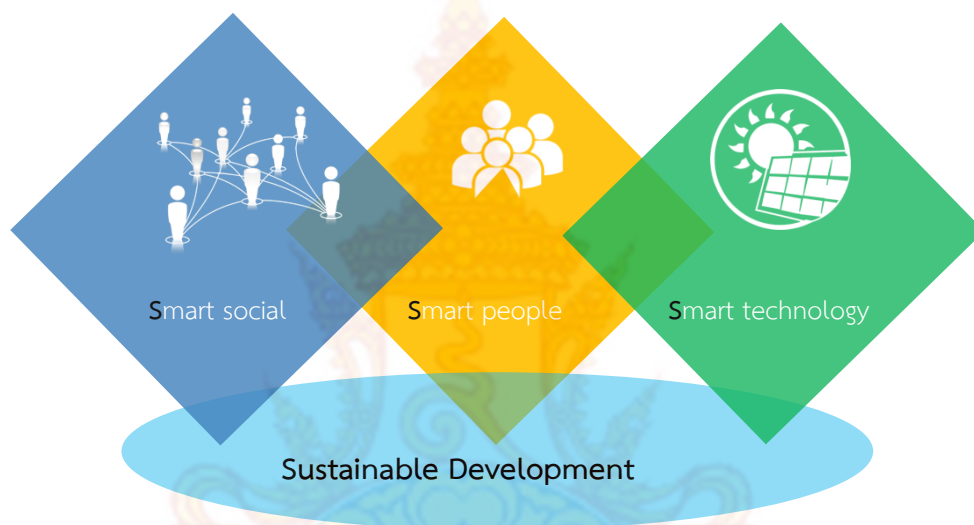 Smart social
Smart people
Smart technology
Sustainable Development